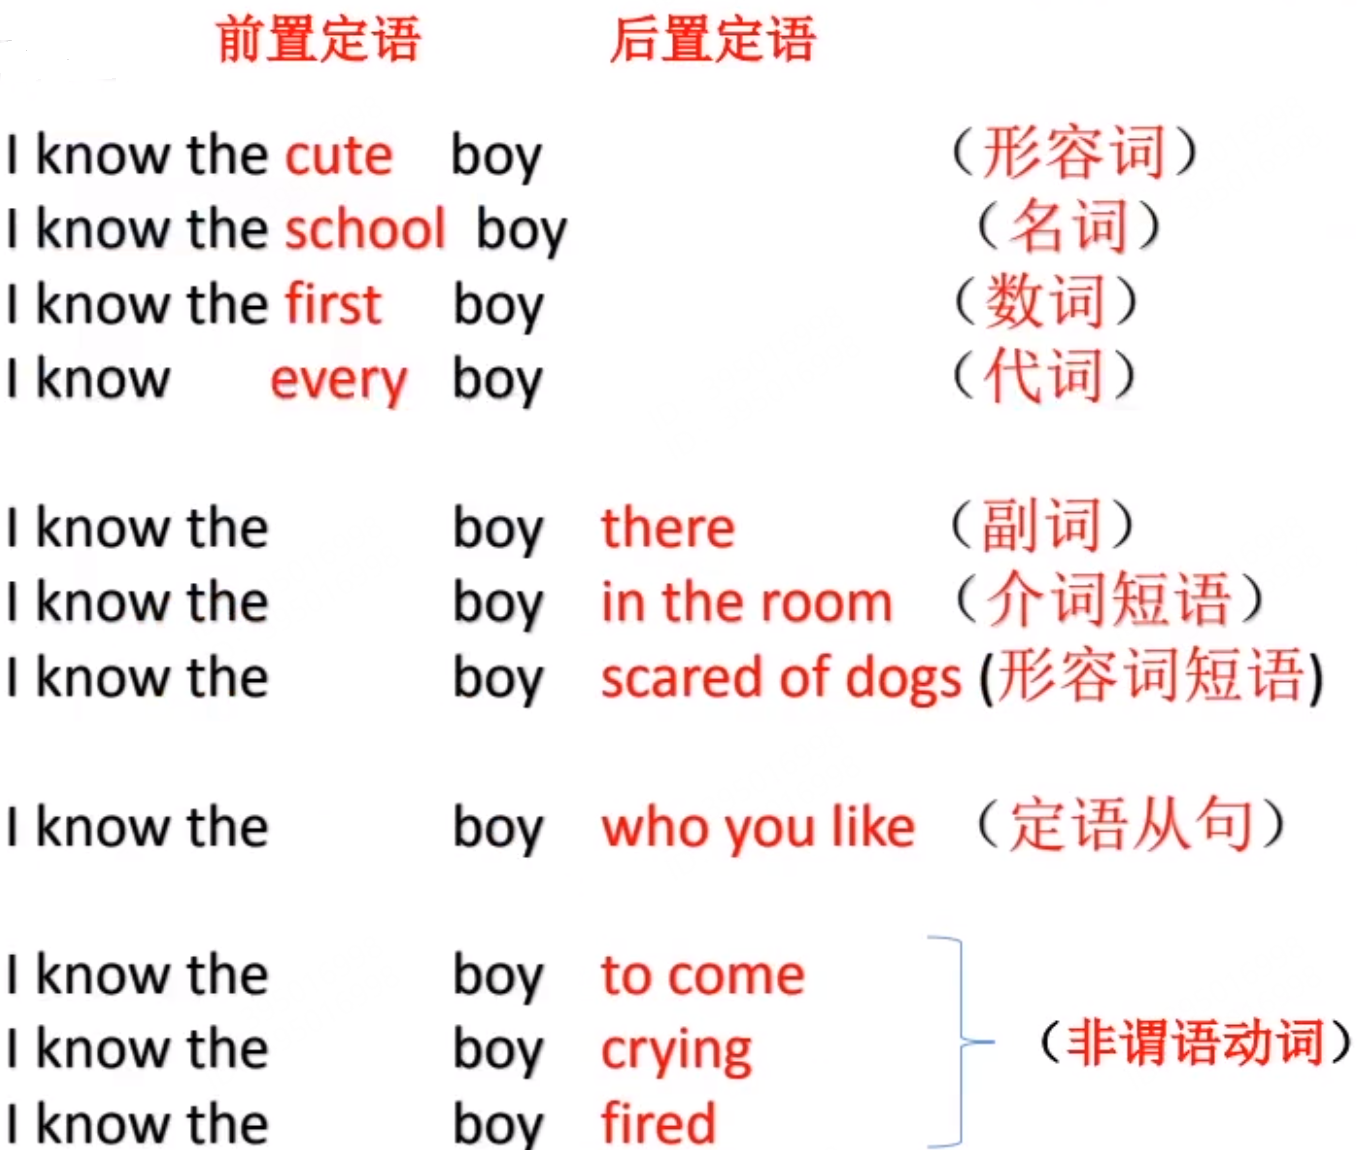 前置定语 后置定语
I know the cute boy （形容词）
I know the school boy （名词）
I know the first boy （数词）
I know every boy （代词）
I know the boy there （副词）
I know the boy in the room （介词短语）
I know the boy scared of dogs (形容词短语)
I know the boy who you like （定语从句）
I know the boy to come
I know the boy crying （非谓语动词）
I know the boy fired